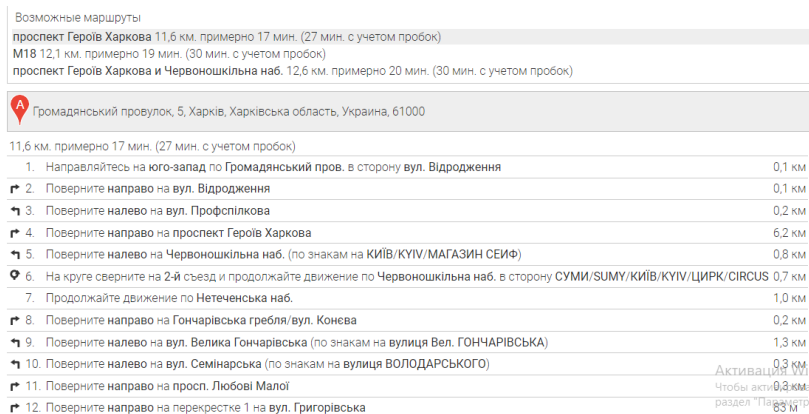 Возможные маршруты
проспект Героїв Харкова 11,6 км. примерно 17 мин. (27 мин. с учетом пробок)
М18 12,1 км. примерно 19 мин. (30 мин. с учетом пробок)
проспект Героїв Харкова и Червоношкільна наб. 12,6 км. примерно 20 мин. (30 мин. с учетом пробок)
A Громадянський провулок, 5, Харків, Харківська область, Украина, 61000
11,6 км. примерно 17 мин. (27 мин. с учетом пробок)
1. Направляйтесь на юго-запад по Громадянський пров. в сторону вул. Відродження 0,1 км
2. Поверните направо на вул. Відродження 0,1 км
3. Поверните налево на вул. Профспілкова 0,2 км
4. Поверните направо на проспект Героїв Харкова 6,2 км
5. Поверните налево на Червоношкільна наб. (по знакам на КИЇВ/KYIV/МАГАЗИН СЕИФ) 0,8 км
6. На круге сверните на 2-й съезд и продолжайте движение по Червоношкільна наб. в сторону СУМИ/SUMY/КИЇВ/KYIV/ЦИРК/CIRCUS 0,7 км
7. Продолжайте движение по Нетеченська наб. 1,0 км
8. Поверните направо на Гончарівська гребля/вул. Конєва 0,2 км
9. Поверните налево на вул. Велика Гончарівська (по знакам на вулиця Вел. ГОНЧАРІВСЬКА) 1,3 км
10. Поверните налево на вул. Семінарська (по знакам на вулиця ВОЛОДАРСЬКОГО) 0,3 км
Активация Wi
11. Поверните направо на просп. Любові Малої 0,3 км
Чтобы активировать
12. Поверните направо на перекрестке 1 на вул. Григорівська 83 м
раздел "Параметр